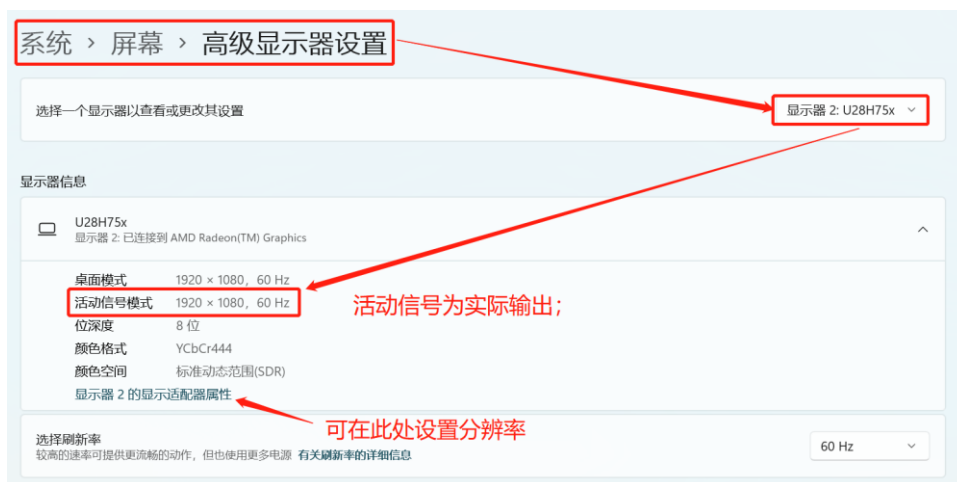 系统 > 屏幕 > 高级显示器设置
选择一个显示器以查看或更改其设置
显示器 2: U28H75x
显示器信息
U28H75x
显示器 2: 已连接到 AMD Radeon(TM) Graphics
桌面模式 1920 × 1080, 60 Hz
活动信号模式 1920 × 1080, 60 Hz
活动信号为实际输出；
位深度 8 位
颜色格式 YCbCr444
颜色空间 标准动态范围(SDR)
显示器 2 的显示适配器属性
可在此处设置分辨率
选择刷新率
较高的速率可提供更流畅的动作，但也使用更多电源 有关刷新率的详细信息
60 Hz